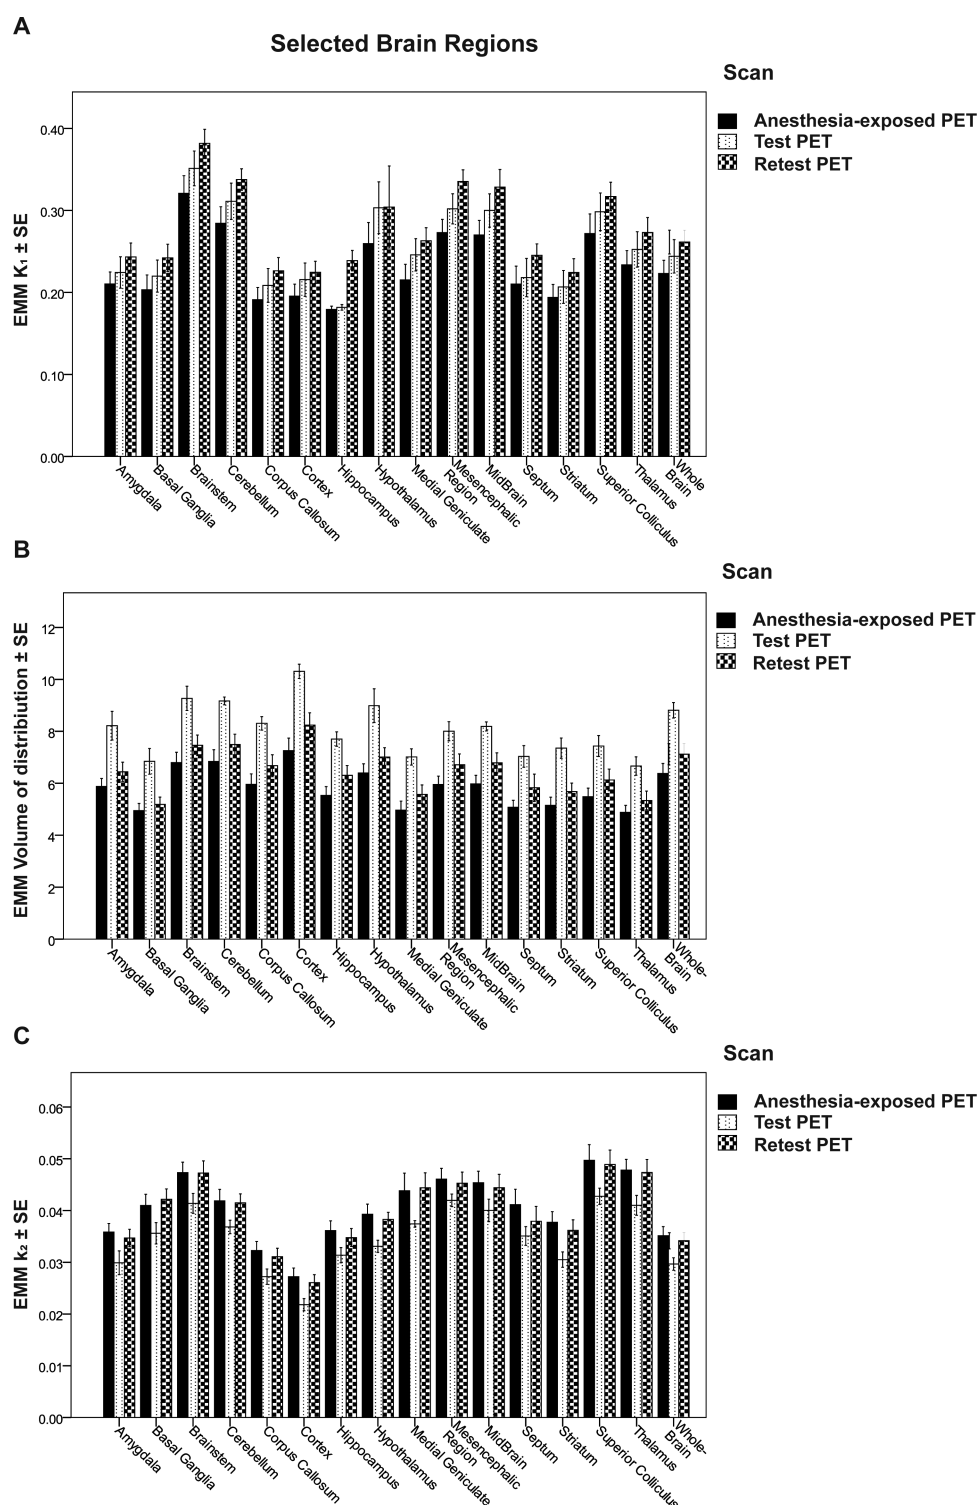 A
Selected Brain Regions
Scan
Anesthesia-exposed PET
Test PET
Retest PET
EMM K₁ ± SE
0.40
0.30
0.20
0.10
0.00
Amygdala
Basal Ganglia
Brainstem
Cerebellum
Corpus Callosum
Cortex
Hippocampus
Hypothalamus
Medial Geniculate
Mesencephalic
Region
MidBrain
Septum
Striatum
Superior Colliculus
Thalamus
Whole
Brain
B
Scan
Anesthesia-exposed PET
Test PET
Retest PET
EMM Volume of distribiution ± SE
12
10
8
6
4
2
0
Amygdala
Basal Ganglia
Brainstem
Cerebellum
Corpus Callosum
Cortex
Hippocampus
Hypothalamus
Medial Geniculate
Mesencephalic
Region
MidBrain
Septum
Striatum
Superior Colliculus
Thalamus
Whole-
Brain
C
Scan
Anesthesia-exposed PET
Test PET
Retest PET
EMM k₂ ± SE
0.06
0.05
0.04
0.03
0.02
0.01
0.00
Amygdala
Basal Ganglia
Brainstem
Cerebellum
Corpus Callosum
Cortex
Hippocampus
Hypothalamus
Medial Geniculate
Mesencephalic
Region
MidBrain
Septum
Striatum
Superior Colliculus
Thalamus
Whole-
Brain